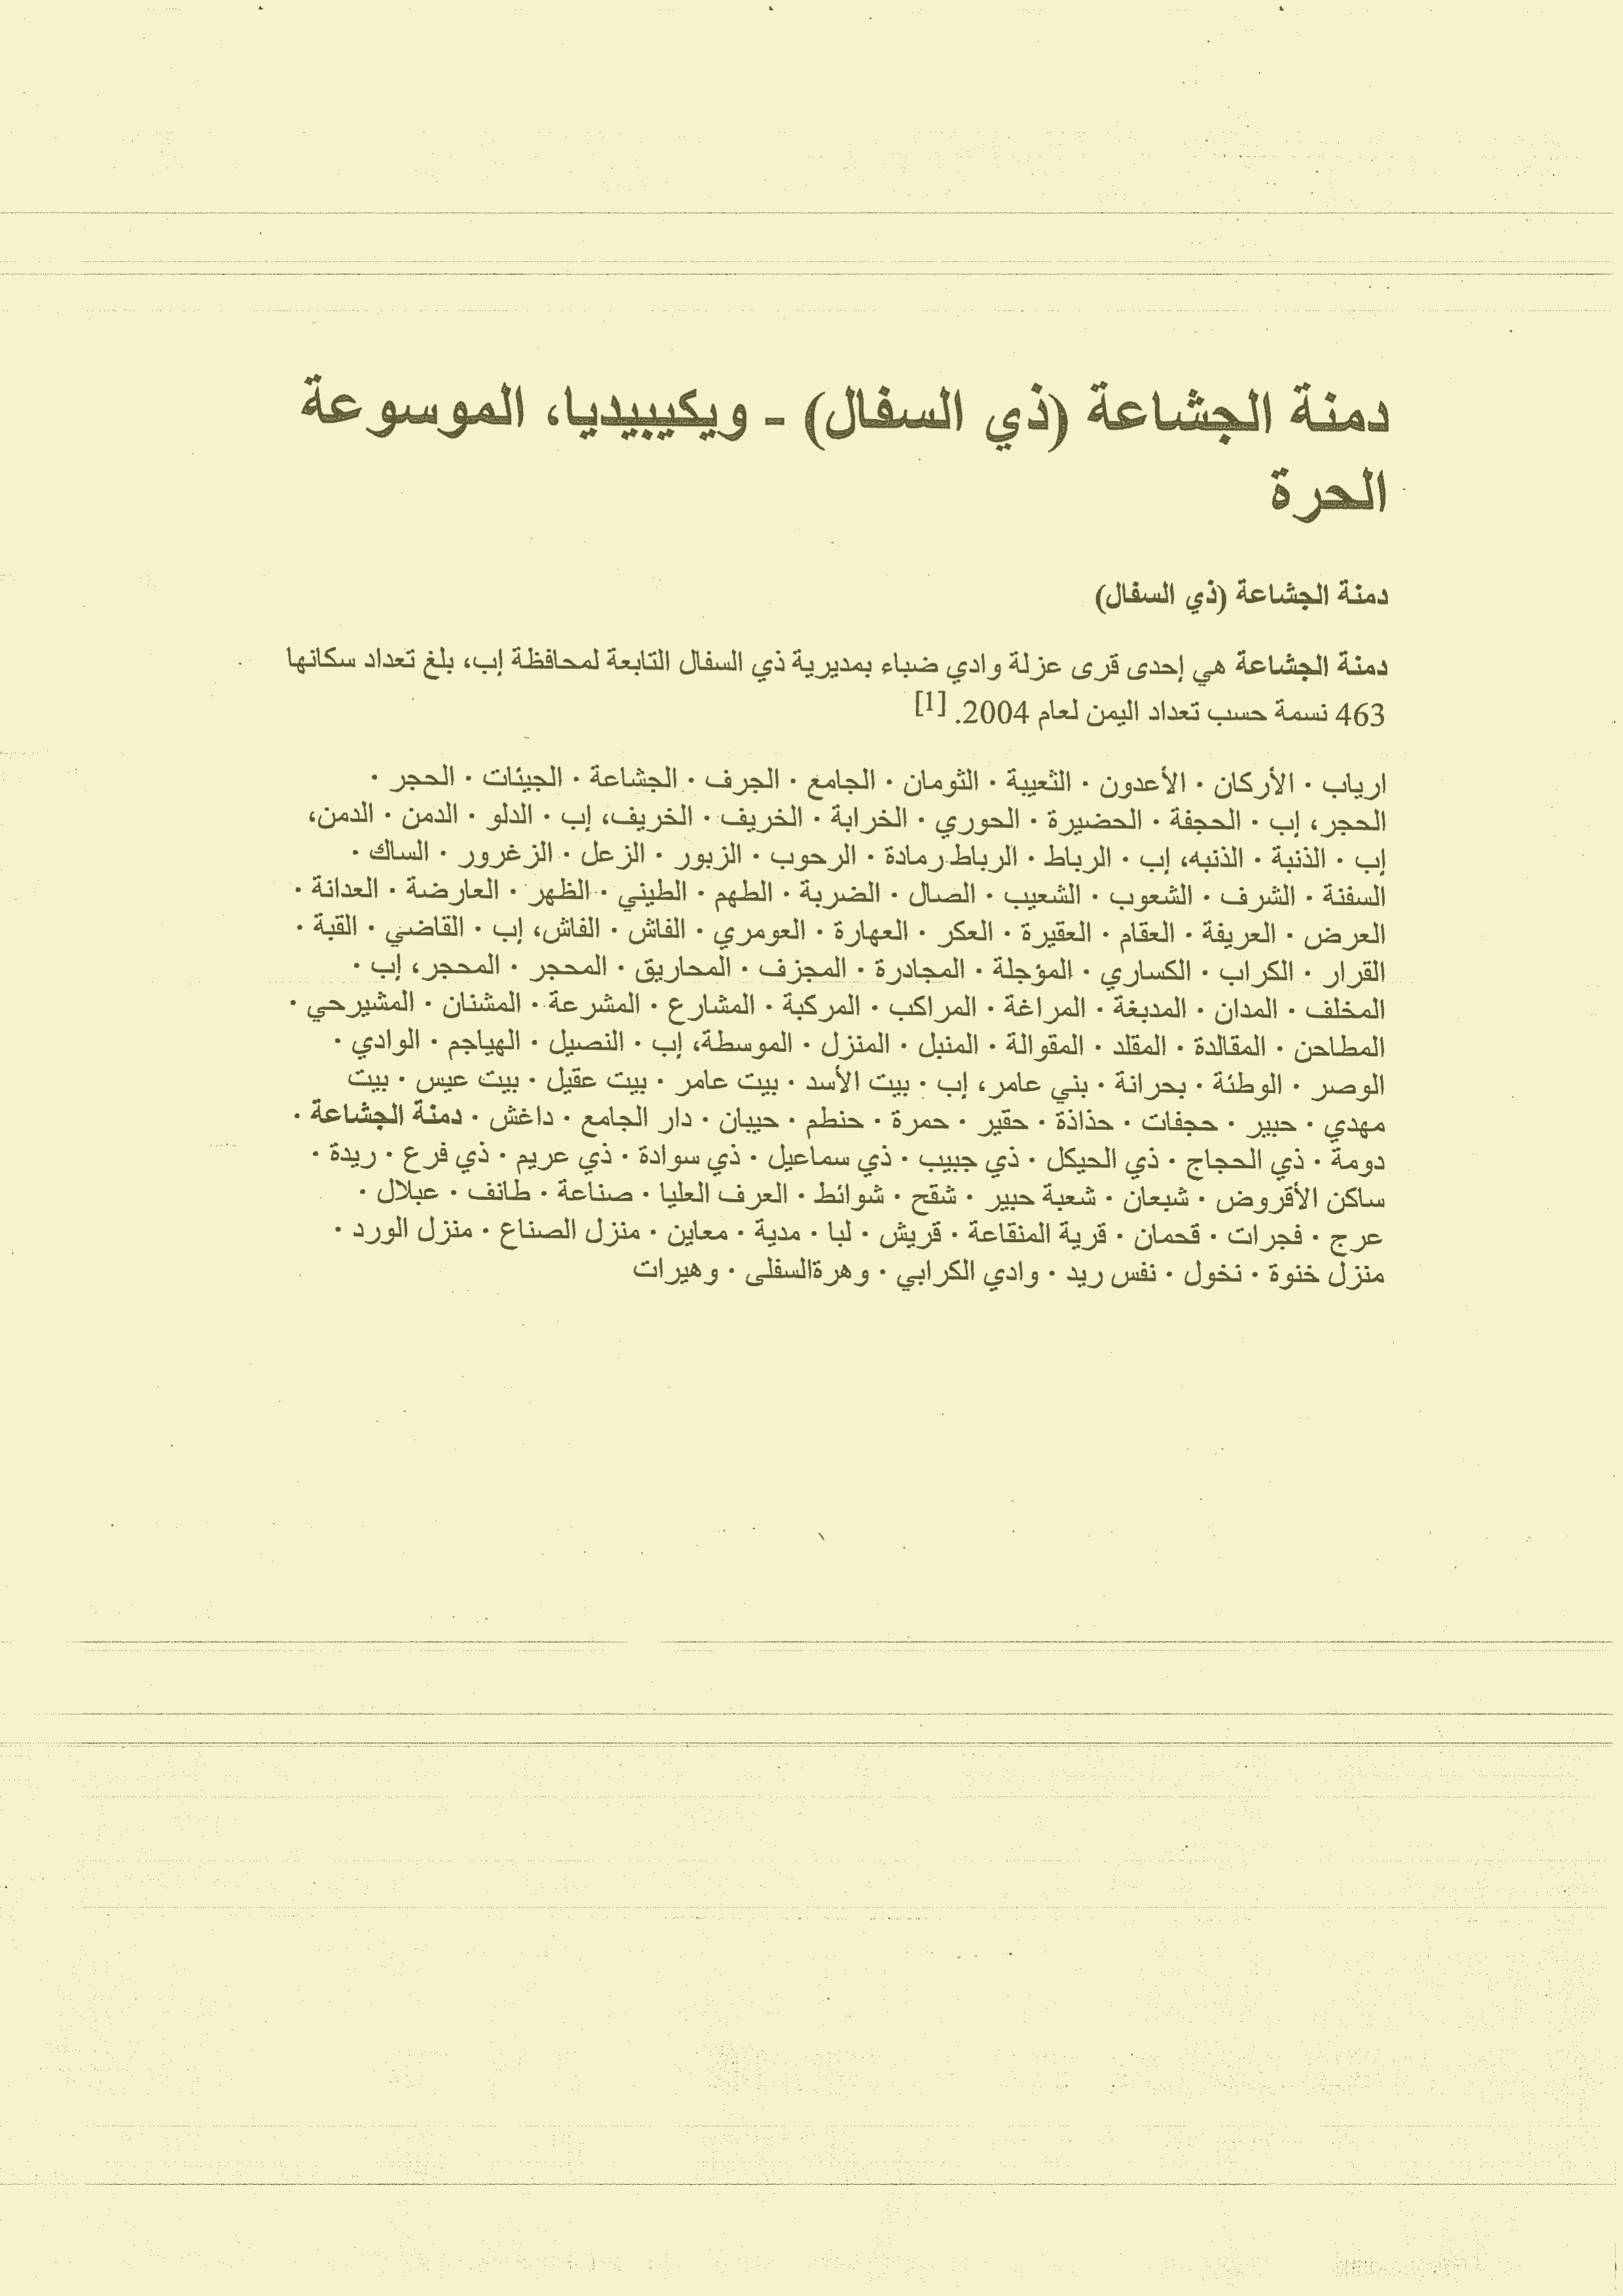 دمنة الجشاعة (ذي السفال) - ويكيبيديا، الموسوعة
الحرة
دمنة الجشاعة (ذي السفال)
دمنة الجشاعة هي إحدى قرى عزلة وادي ضباء بمديرية ذي السفال التابعة لمحافظة إب، بلغ تعداد سكانها
463 نسمة حسب تعداد اليمن لعام 2004. [1]
ارياب · الأركان · الأعدون · الثعيبة · الثومان · الجامع · الجرف · الجشاعة · الجيئات · الحجر ·
الحجر، إب · الحجفة · الحضيرة · الحوري · الخرابة · الخريف · الخريف، إب · الدلو · الدمن · الدمن،
إب · الذنبة · الذنبه، إب · الرباط · الرباط رمادة · الرحوب · الزبور · الزعل · الزغرور · الساك ·
السفنة · الشرف · الشعوب · الشعيب · الصال · الضربة · الطهم · الطيني · الظهر · العارضة · العدانة ·
العرض · العريفة · العقام · العقيرة · العكر · العهارة · العومري · الفاش · الفاش، إب · القاضي · القبة ·
القرار · الكراب · الكساري · المؤجلة · المجادرة · المجزف · المحاريق · المحجر · المحجر، إب ·
المخلف · المدان · المدبغة · المراغة · المراكب · المركبة · المشارع · المشرعة · المشنان · المشيرحي ·
المطاحن · المقالدة · المقلد · المقوالة · المنبل · المنزل · الموسطة، إب · النصيل · الهياجم · الوادي ·
الوصر · الوطئة · بحرانة · بني عامر، إب · بيت الأسد · بيت عامر · بيت عقيل · بيت عيس · بيت
مهدي · حبير · حجفات · حذاذة · حقير · حمرة · حنطم · حيبان · دار الجامع · داغش · دمنة الجشاعة ·
دومة · ذي الحجاج · ذي الحيكل · ذي جبيب · ذي سماعيل · ذي سوادة · ذي عريم · ذي فرع · ريدة ·
ساكن الأقروض · شبعان · شعبة حبير · شقح · شوائط · العرف العليا · صناعة · طانف · عبلال ·
عرج · فجرات · قحمان · قرية المنقاعة · قريش · لبا · مدية · معاين · منزل الصناع · منزل الورد ·
منزل خنوة · نخول · نفس ريد · وادي الكرابي · وهرةالسفلى · وهيرات